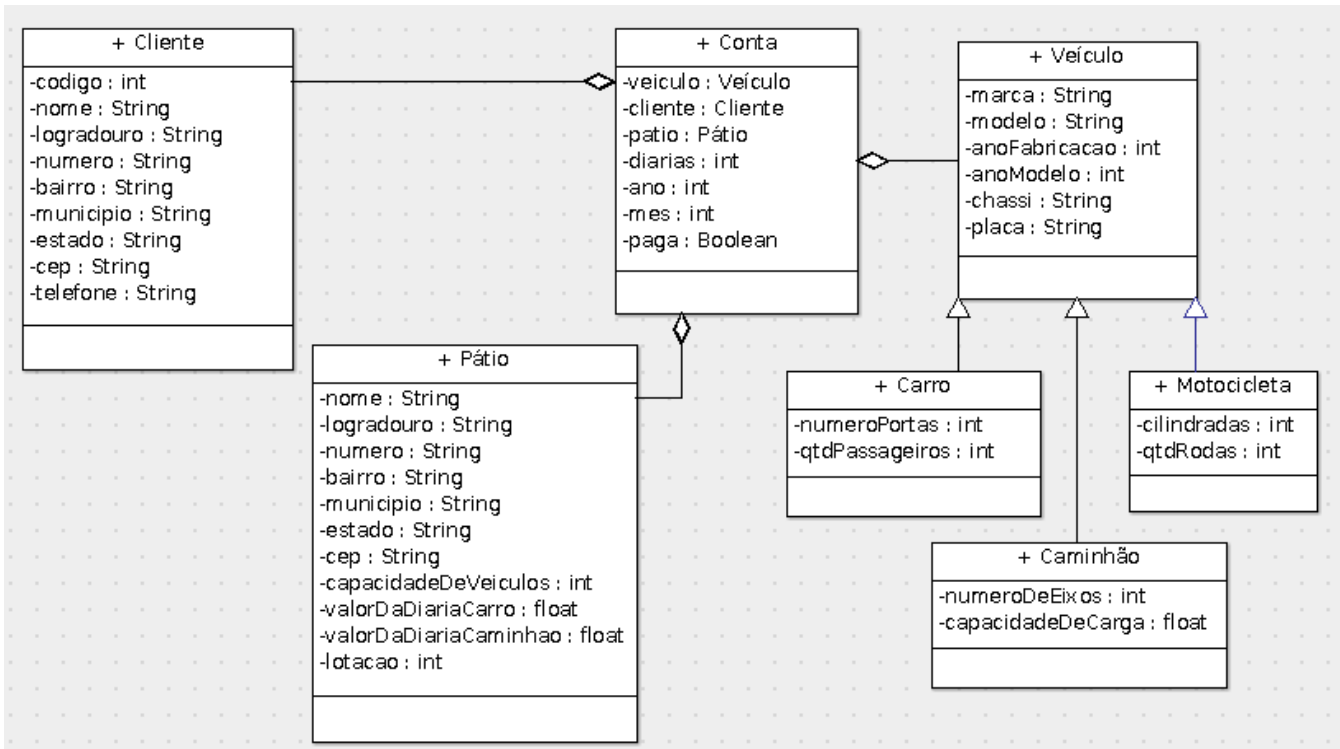 + Cliente
-codigo : int
-nome : String
-logradouro : String
-numero : String
-bairro : String
-municipio : String
-estado : String
-cep : String
-telefone : String
+ Conta
-veiculo : Veículo
-cliente : Cliente
-patio : Pátio
-diarias : int
-ano : int
-mes : int
-paga : Boolean
+ Veículo
-marca : String
-modelo : String
-anoFabricacao : int
-anoModelo : int
-chassi : String
-placa : String
+ Pátio
-nome : String
-logradouro : String
-numero : String
-bairro : String
-municipio : String
-estado : String
-cep : String
-capacidadeDeVeiculos : int
-valorDaDiariaCarro : float
-valorDaDiariaCaminhao : float
-lotacao : int
+ Carro
-numeroPortas : int
-qtdPassageiros : int
+ Motocicleta
-cilindradas : int
-qtdRodas : int
+ Caminhão
-numeroDeEixos : int
-capacidadeDeCarga : float